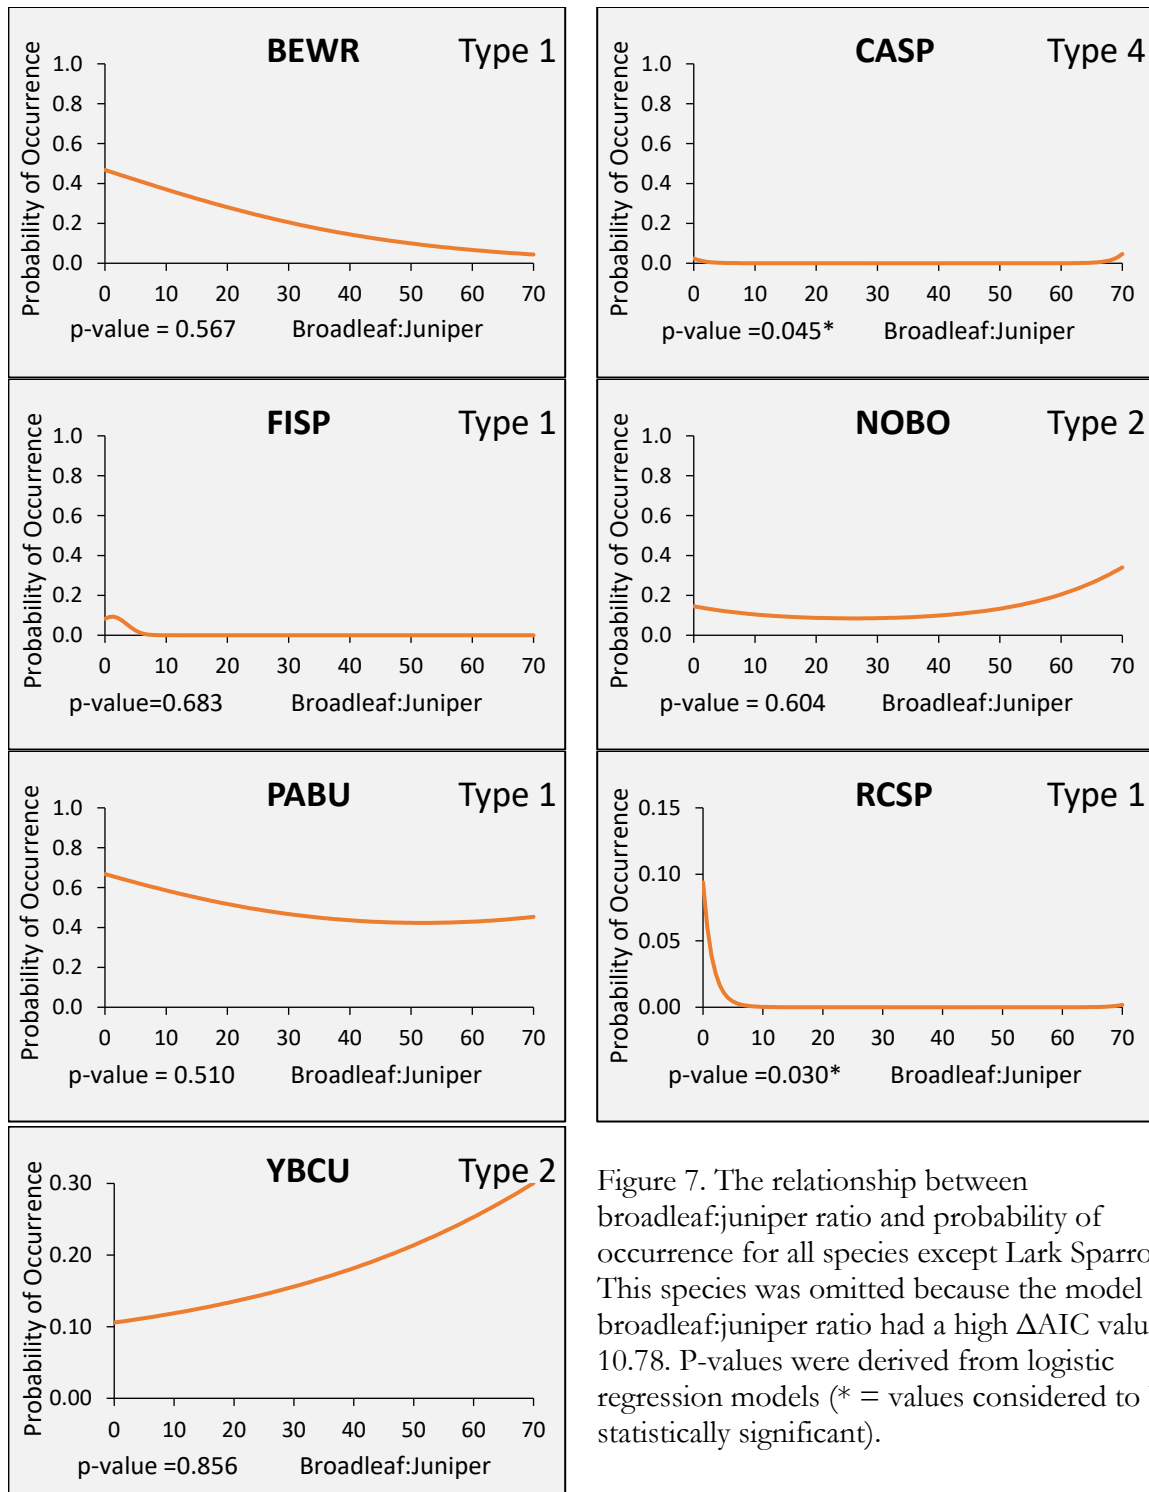 BEWR Type 1
Probability of Occurrence
1.0
0.8
0.6
0.4
0.2
0.0
0 10 20 30 40 50 60 70
p-value = 0.567 Broadleaf:Juniper
CASP Type 4
Probability of Occurrence
1.0
0.8
0.6
0.4
0.2
0.0
0 10 20 30 40 50 60 70
p-value =0.045* Broadleaf:Juniper
FISP Type 1
Probability of Occurrence
1.0
0.8
0.6
0.4
0.2
0.0
0 10 20 30 40 50 60 70
p-value=0.683 Broadleaf:Juniper
NOBO Type 2
Probability of Occurrence
1.0
0.8
0.6
0.4
0.2
0.0
0 10 20 30 40 50 60 70
p-value = 0.604 Broadleaf:Juniper
PABU Type 1
Probability of Occurrence
1.0
0.8
0.6
0.4
0.2
0.0
0 10 20 30 40 50 60 70
p-value = 0.510 Broadleaf:Juniper
RCSP Type 1
Probability of Occurrence
0.15
0.10
0.05
0.00
0 10 20 30 40 50 60 70
p-value =0.030* Broadleaf:Juniper
YBCU Type 2
Probability of Occurrence
0.30
0.20
0.10
0.00
0 10 20 30 40 50 60 70
p-value =0.856 Broadleaf:Juniper
Figure 7. The relationship between
broadleaf:juniper ratio and probability of
occurrence for all species except Lark Sparro
This species was omitted because the model
broadleaf:juniper ratio had a high ΔAIC valu
10.78. P-values were derived from logistic
regression models (* = values considered to
statistically significant).